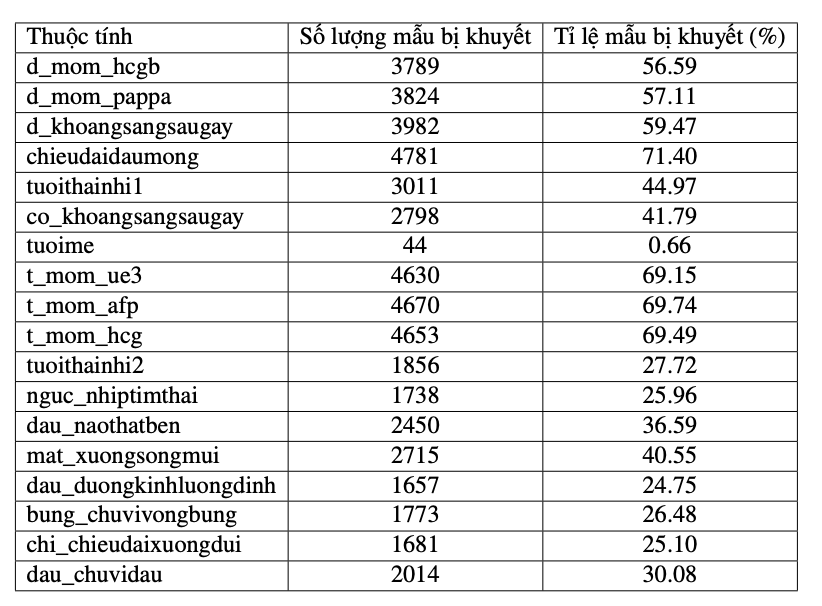 Thuộc tính Số lượng mẫu bị khuyết Tỉ lệ mẫu bị khuyết (%)
d_mom_hcgb 3789 56.59
d_mom_pappa 3824 57.11
d_khoangsangsaugay 3982 59.47
chieudaidaumong 4781 71.40
tuoithainhi1 3011 44.97
co_khoangsangsaugay 2798 41.79
tuoime 44 0.66
t_mom_ue3 4630 69.15
t_mom_afp 4670 69.74
t_mom_hcg 4653 69.49
tuoithainhi2 1856 27.72
nguc_nhiptimthai 1738 25.96
dau_naothatben 2450 36.59
mat_xuongsongmui 2715 40.55
dau_duongkinhluongdinh 1657 24.75
bung_chuvivongbung 1773 26.48
chi_chieudaixuongdui 1681 25.10
dau_chuvidau 2014 30.08